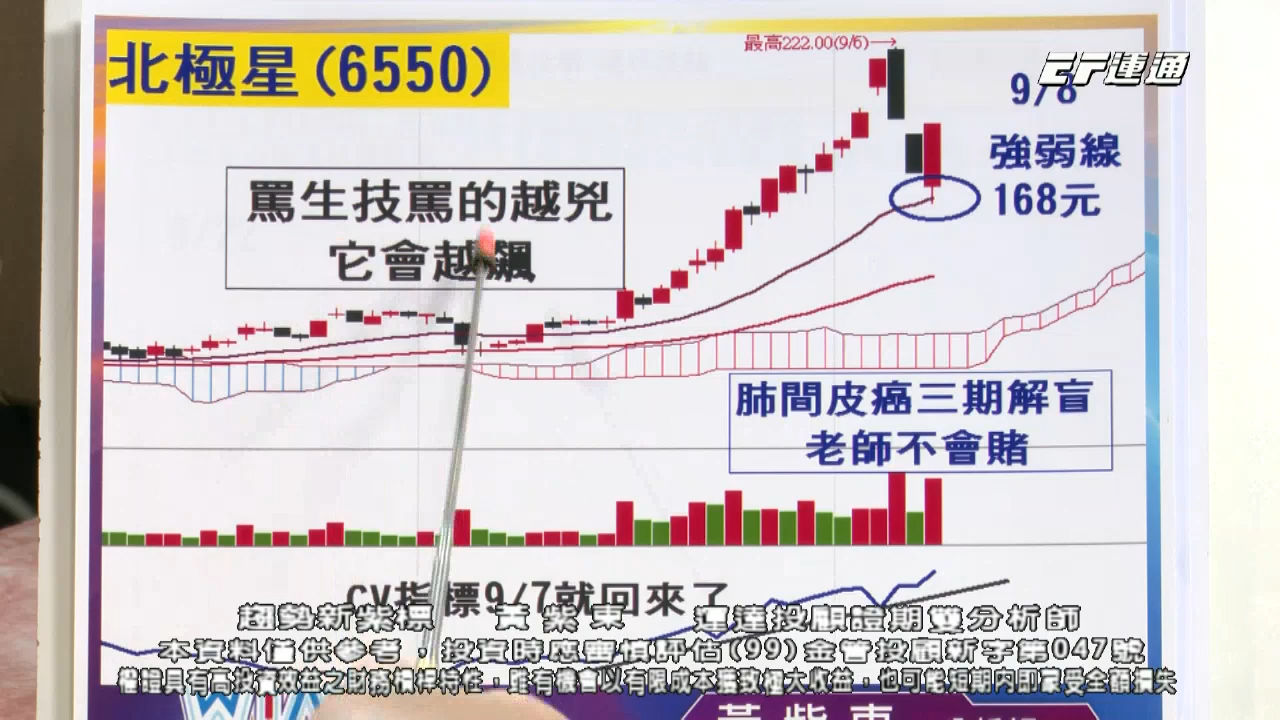 北極星(6550)
最高222.00(9/6)→
EF運通
9/8
強弱線
168元
罵生技罵的越兇
它會越飆
肺間皮癌三期解盲
老師不會賭
CV指標9/7就回來了
趨勢新紫標 黃紫東 運達投顧證期雙分析師
本資料僅供參考，投資時應審慎評估(99)金管投顧新字第047號
權證具有高投資效益之財務槓桿特性，雖有機會以有限成本獲致極大收益，也可能短期內即蒙受全額損失
黃紫東